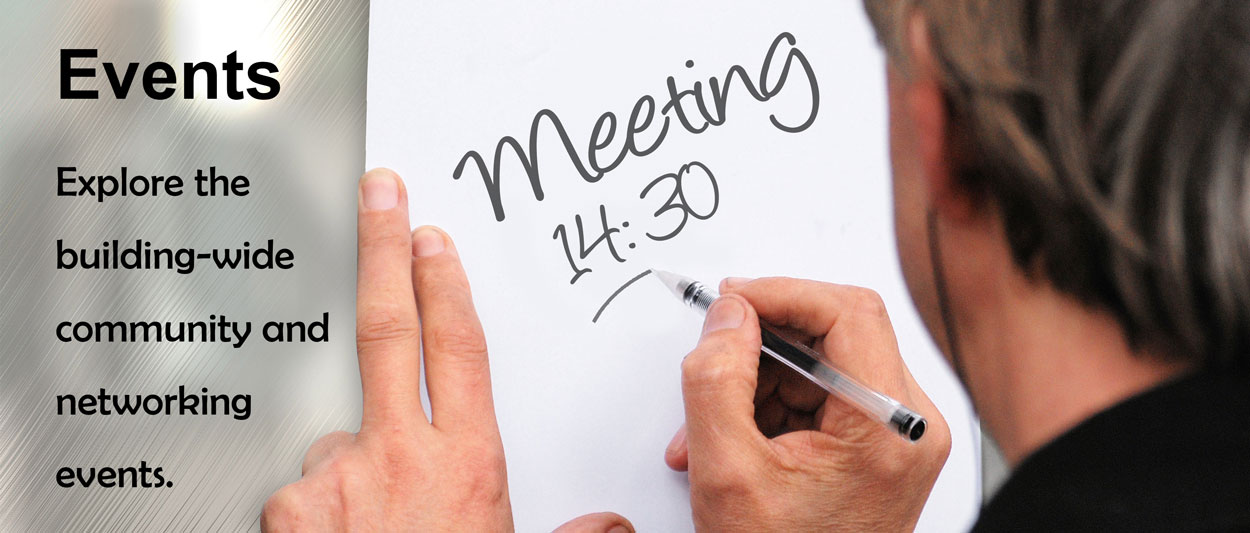 Events
Explore the
building-wide
community and
networking
events.
Meeting
14:30